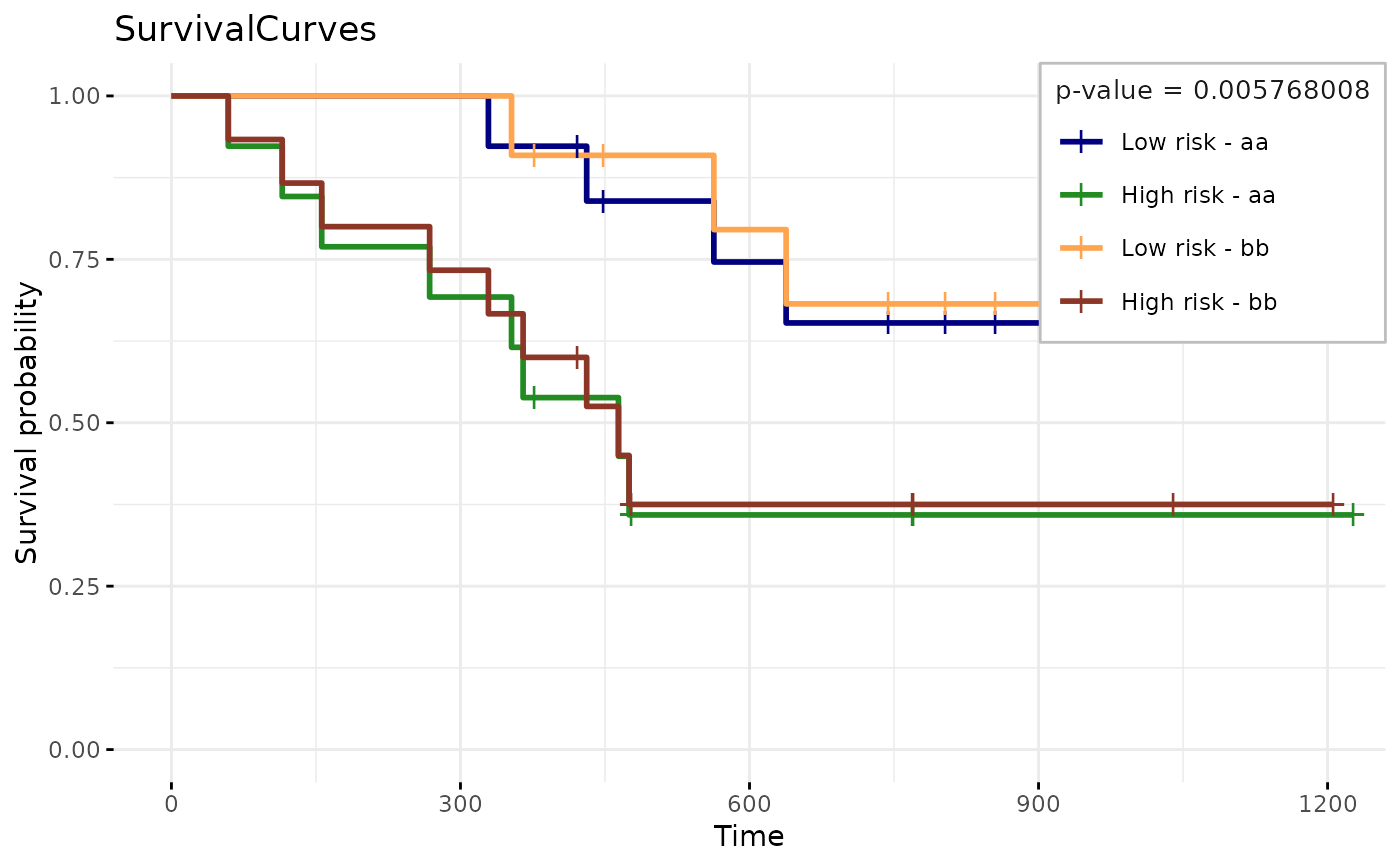 SurvivalCurves
p-value = 0.005768008
Low risk - aa
High risk - aa
Low risk - bb
High risk - bb
Survival probability
1.00
0.75
0.50
0.25
0.00
0 300 600 900 1200
Time